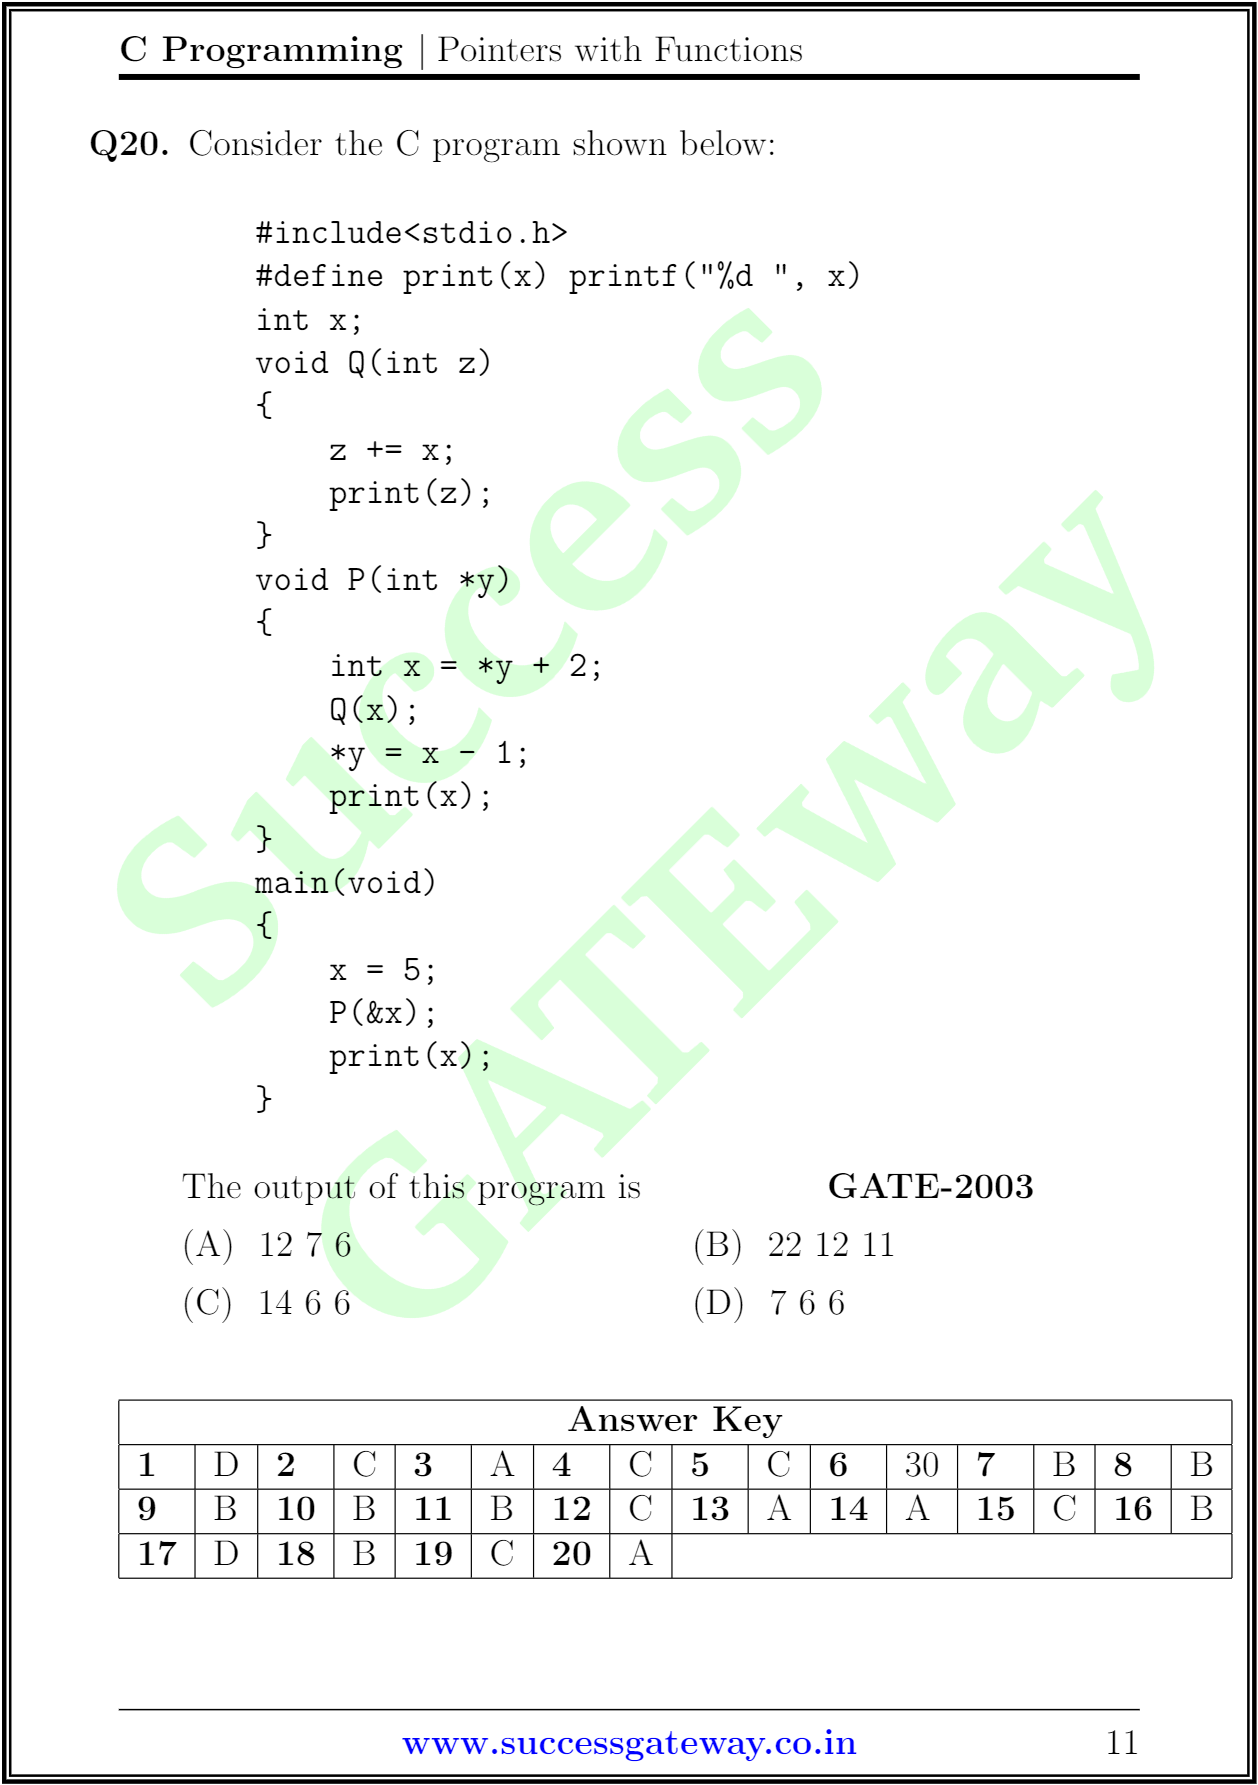 C Programming | Pointers with Functions
Q20. Consider the C program shown below:
#include<stdio.h>
#define print(x) printf("%d ", x)
int x;
void Q(int z)
{
    z += x;
    print(z);
}
void P(int *y)
{
    int x = *y + 2;
    Q(x);
    *y = x - 1;
    print(x);
}
main(void)
{
    x = 5;
    P(&x);
    print(x);
}
The output of this program is GATE-2003
(A) 12 7 6 (B) 22 12 11
(C) 14 6 6 (D) 7 6 6
Answer Key
1 D 2 C 3 A 4 C 5 C 6 30 7 B 8 B
9 B 10 B 11 B 12 C 13 A 14 A 15 C 16 B
17 D 18 B 19 C 20 A
www.successgateway.co.in 11
Success
GATEway